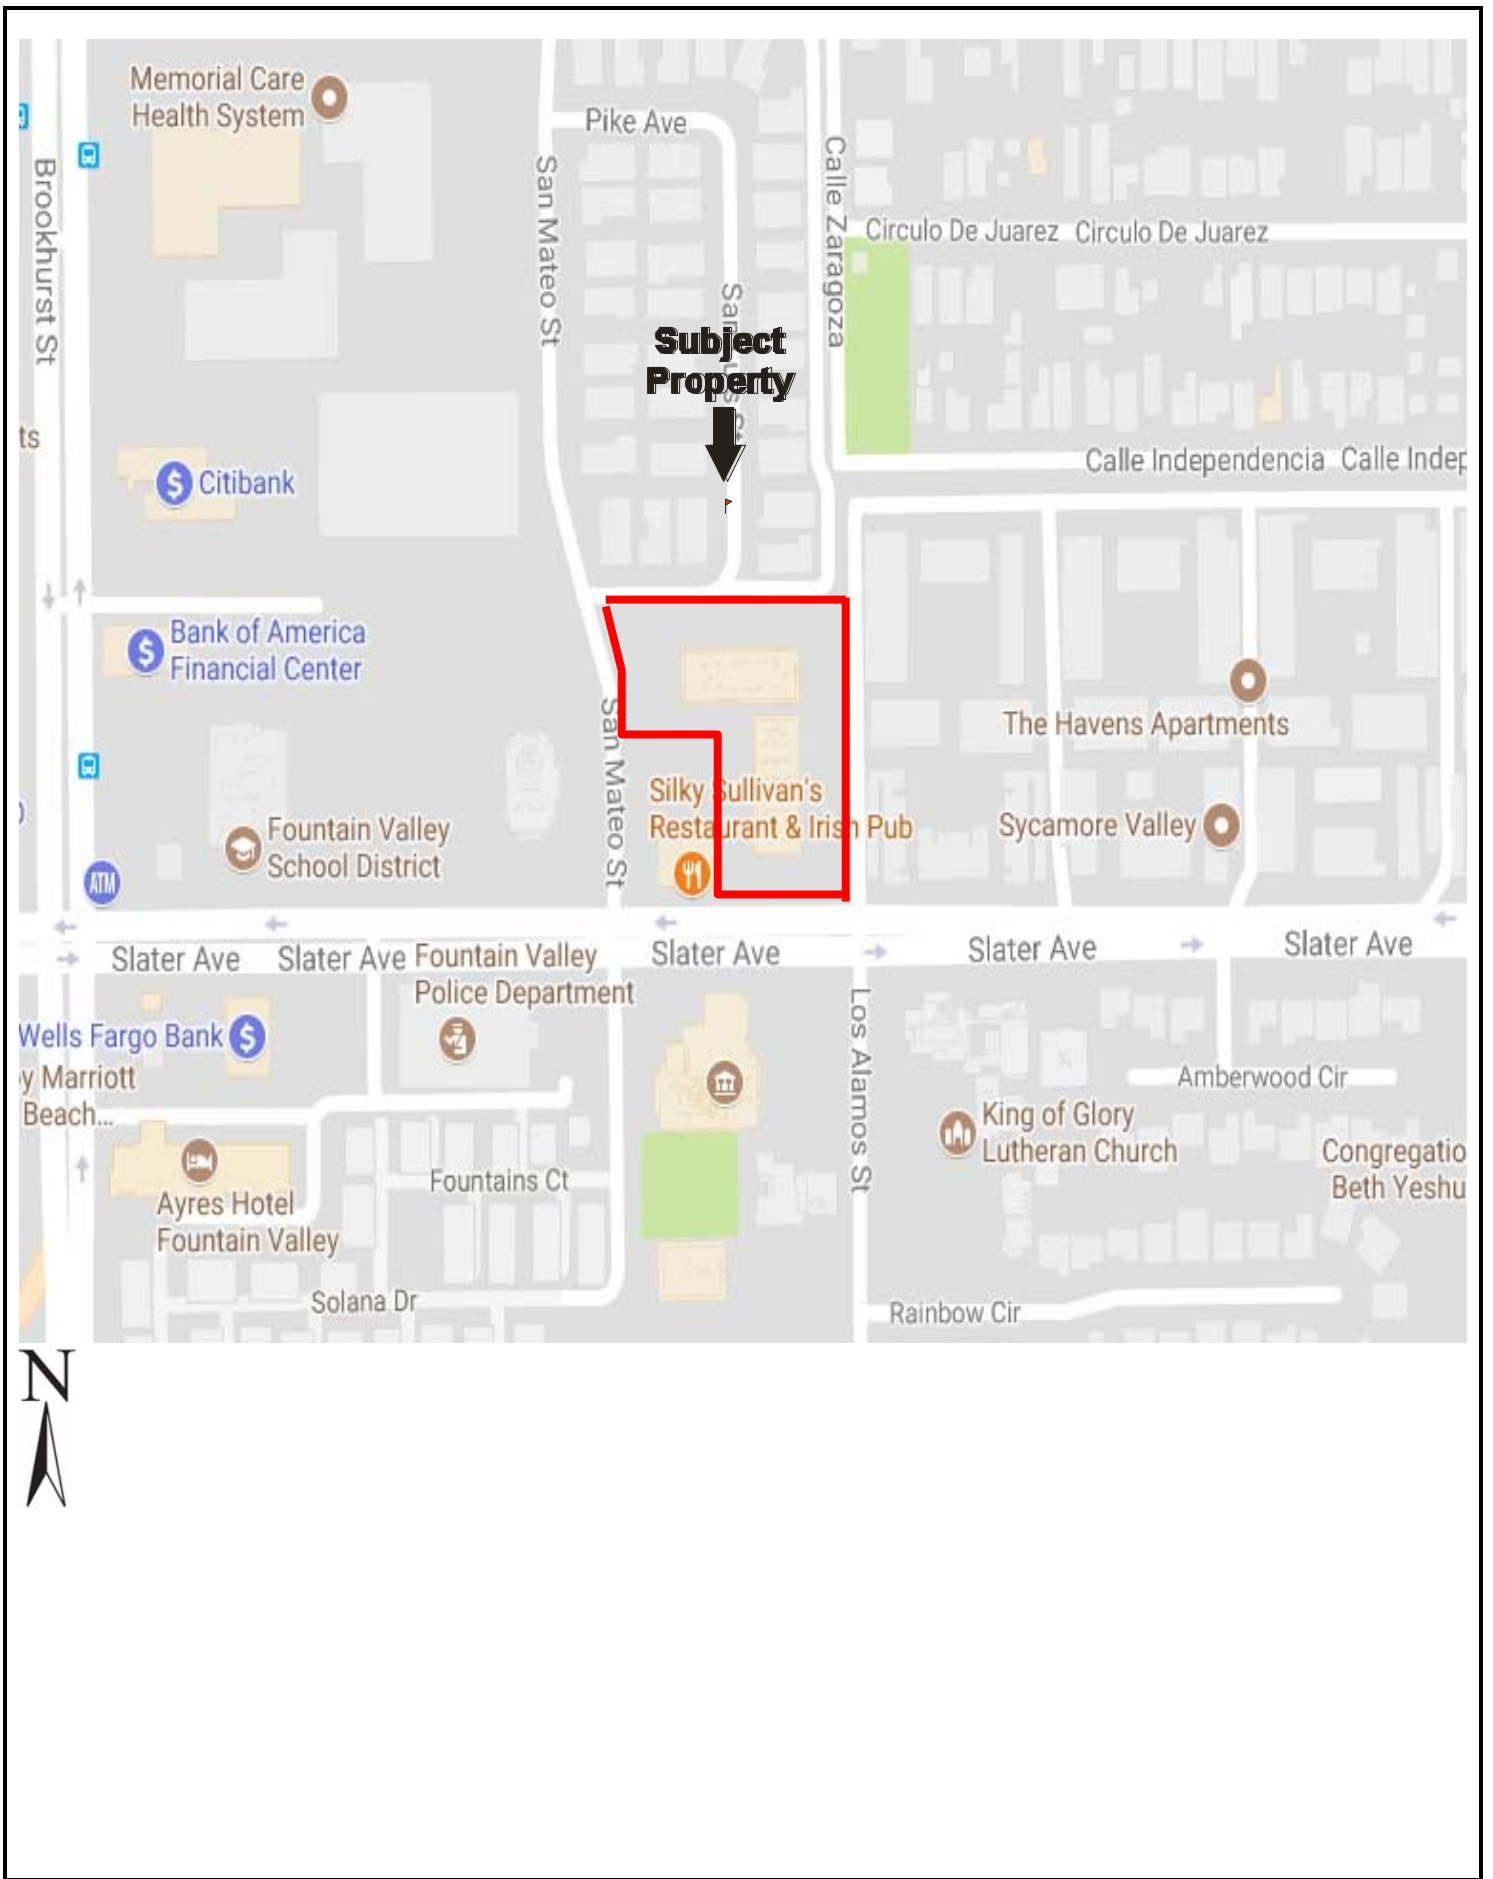 Memorial Care
Health System
Pike Ave
Brookhurst St
San Mateo St
Calle Zaragoza
Circulo De Juarez
Circulo De Juarez
San
Subject
Property
ts
Citibank
Calle Independencia
Calle Indep
Bank of America
Financial Center
San Mateo St
The Havens Apartments
Silky Sullivan's
Restaurant & Irish Pub
Sycamore Valley
Fountain Valley
School District
ATM
Slater Ave
Slater Ave
Fountain Valley
Police Department
Slater Ave
Slater Ave
Slater Ave
Wells Fargo Bank
y Marriott
Beach...
Los Alamos St
Amberwood Cir
King of Glory
Lutheran Church
Congregatio
Beth Yeshu
Ayres Hotel
Fountain Valley
Fountains Ct
Solana Dr
Rainbow Cir
N